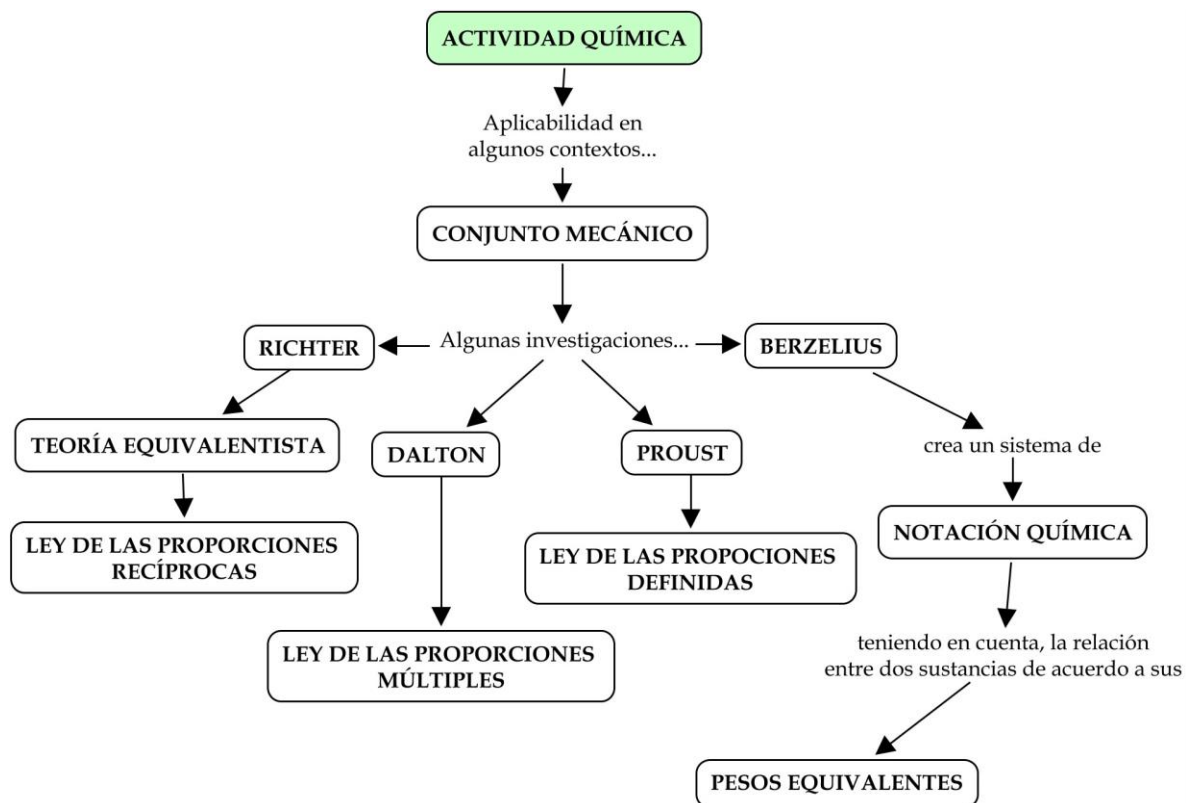 ACTIVIDAD QUÍMICA
Aplicabilidad en
algunos contextos...
CONJUNTO MECÁNICO
Algunas investigaciones...
RICHTER
BERZELIUS
TEORÍA EQUIVALENTISTA
DALTON
PROUST
crea un sistema de
LEY DE LAS PROPORCIONES
RECÍPROCAS
LEY DE LAS PROPOCIONES
DEFINIDAS
NOTACIÓN QUÍMICA
LEY DE LAS PROPORCIONES
MÚLTIPLES
teniendo en cuenta, la relación
entre dos sustancias de acuerdo a sus
PESOS EQUIVALENTES